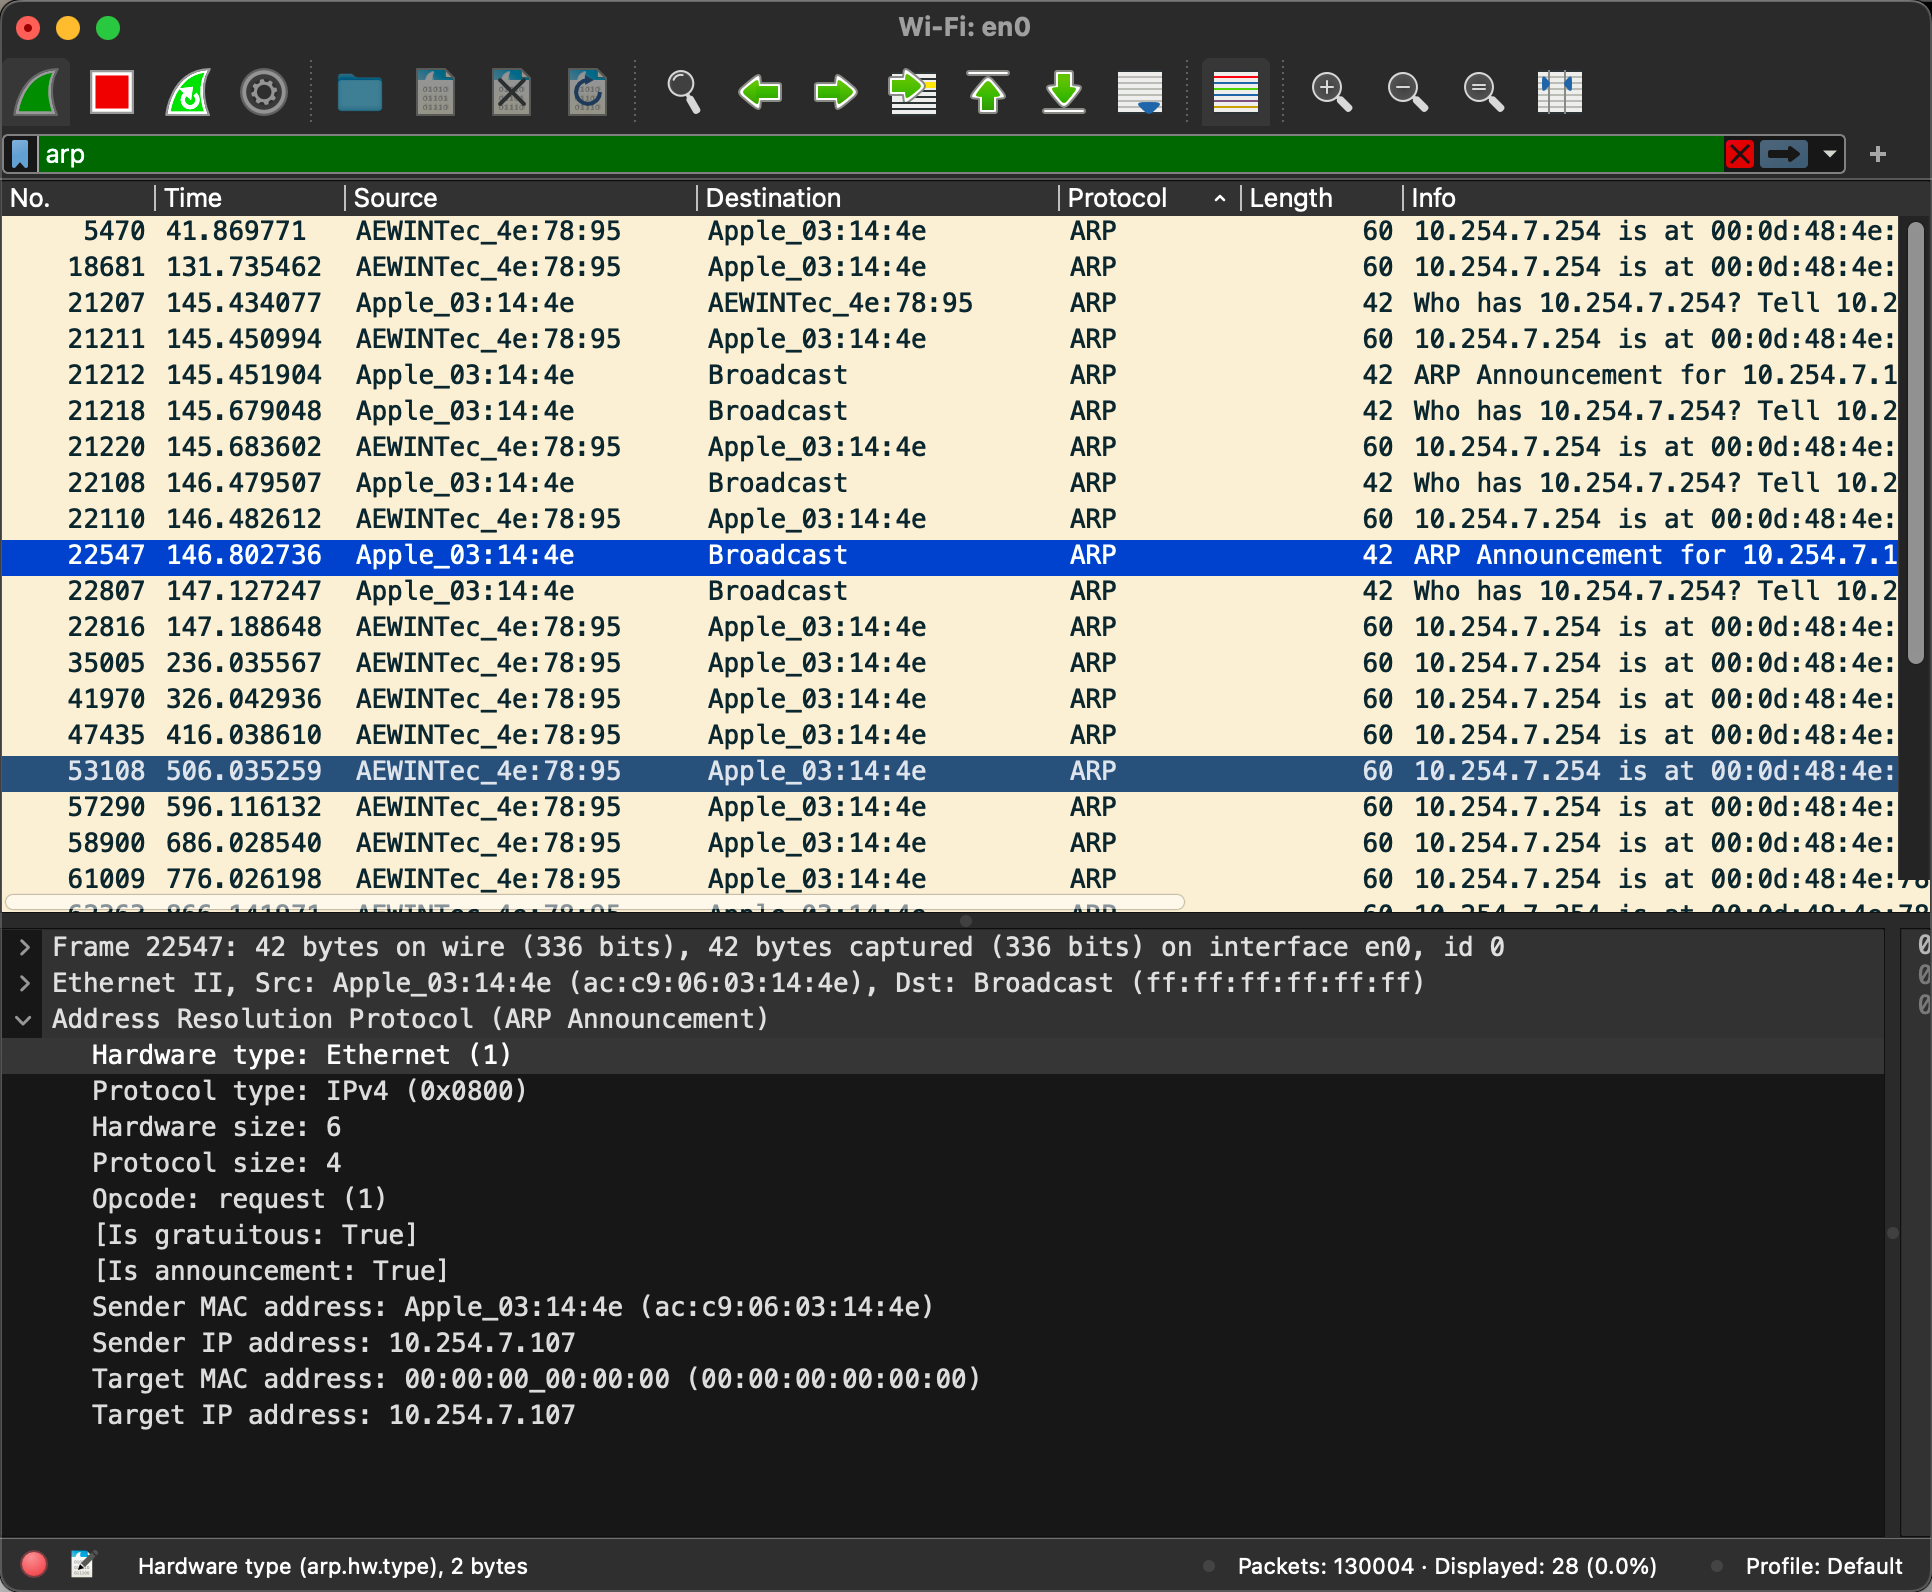 Wi-Fi: en0
arp
No. Time Source Destination Protocol Length Info
5470 41.869771 AEWINTec_4e:78:95 Apple_03:14:4e ARP 60 10.254.7.254 is at 00:0d:48:4e:
18681 131.735462 AEWINTec_4e:78:95 Apple_03:14:4e ARP 60 10.254.7.254 is at 00:0d:48:4e:
21207 145.434077 Apple_03:14:4e AEWINTec_4e:78:95 ARP 42 Who has 10.254.7.254? Tell 10.2
21211 145.450994 AEWINTec_4e:78:95 Apple_03:14:4e ARP 60 10.254.7.254 is at 00:0d:48:4e:
21212 145.451904 Apple_03:14:4e Broadcast ARP 42 ARP Announcement for 10.254.7.1
21218 145.679048 Apple_03:14:4e Broadcast ARP 42 Who has 10.254.7.254? Tell 10.2
21220 145.683602 AEWINTec_4e:78:95 Apple_03:14:4e ARP 60 10.254.7.254 is at 00:0d:48:4e:
22108 146.479507 Apple_03:14:4e Broadcast ARP 42 Who has 10.254.7.254? Tell 10.2
22110 146.482612 AEWINTec_4e:78:95 Apple_03:14:4e ARP 60 10.254.7.254 is at 00:0d:48:4e:
22547 146.802736 Apple_03:14:4e Broadcast ARP 42 ARP Announcement for 10.254.7.1
22807 147.127247 Apple_03:14:4e Broadcast ARP 42 Who has 10.254.7.254? Tell 10.2
22816 147.188648 AEWINTec_4e:78:95 Apple_03:14:4e ARP 60 10.254.7.254 is at 00:0d:48:4e:
35005 236.035567 AEWINTec_4e:78:95 Apple_03:14:4e ARP 60 10.254.7.254 is at 00:0d:48:4e:
41970 326.042936 AEWINTec_4e:78:95 Apple_03:14:4e ARP 60 10.254.7.254 is at 00:0d:48:4e:
47435 416.038610 AEWINTec_4e:78:95 Apple_03:14:4e ARP 60 10.254.7.254 is at 00:0d:48:4e:
53108 506.035259 AEWINTec_4e:78:95 Apple_03:14:4e ARP 60 10.254.7.254 is at 00:0d:48:4e:
57290 596.116132 AEWINTec_4e:78:95 Apple_03:14:4e ARP 60 10.254.7.254 is at 00:0d:48:4e:
58900 686.028540 AEWINTec_4e:78:95 Apple_03:14:4e ARP 60 10.254.7.254 is at 00:0d:48:4e:
61009 776.026198 AEWINTec_4e:78:95 Apple_03:14:4e ARP 60 10.254.7.254 is at 00:0d:48:4e:78
Frame 22547: 42 bytes on wire (336 bits), 42 bytes captured (336 bits) on interface en0, id 0
Ethernet II, Src: Apple_03:14:4e (ac:c9:06:03:14:4e), Dst: Broadcast (ff:ff:ff:ff:ff:ff)
Address Resolution Protocol (ARP Announcement)
Hardware type: Ethernet (1)
Protocol type: IPv4 (0x0800)
Hardware size: 6
Protocol size: 4
Opcode: request (1)
[Is gratuitous: True]
[Is announcement: True]
Sender MAC address: Apple_03:14:4e (ac:c9:06:03:14:4e)
Sender IP address: 10.254.7.107
Target MAC address: 00:00:00_00:00:00 (00:00:00:00:00:00)
Target IP address: 10.254.7.107
Hardware type (arp.hw.type), 2 bytes
Packets: 130004 · Displayed: 28 (0.0%)
Profile: Default